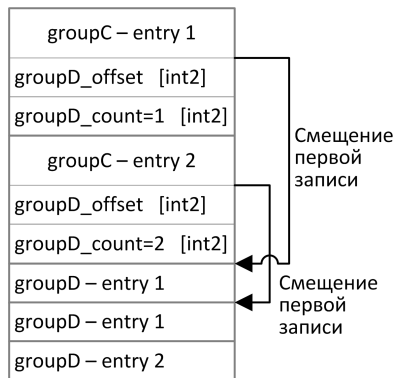 groupC – entry 1
groupD_offset [int2]
groupD_count=1 [int2]
groupC – entry 2
groupD_offset [int2]
groupD_count=2 [int2]
groupD – entry 1
groupD – entry 1
groupD – entry 2
Смещение
первой
записи
Смещение
первой
записи